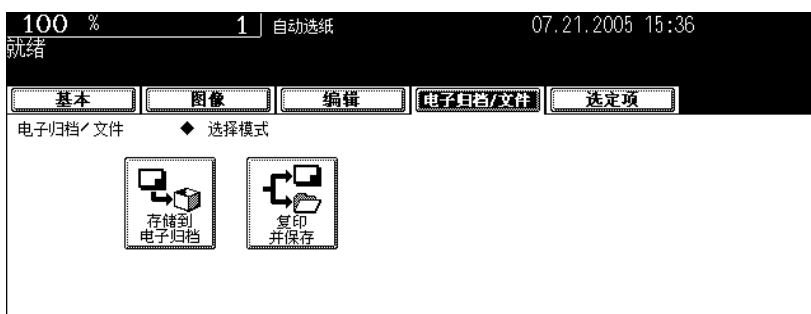 100 % 1 自动选纸 07.21.2005 15:36
就绪
基本 图像 编辑 电子归档/文件 选定项
电子归档/文件 ◆ 选择模式
存储到
电子归档
复印
并保存